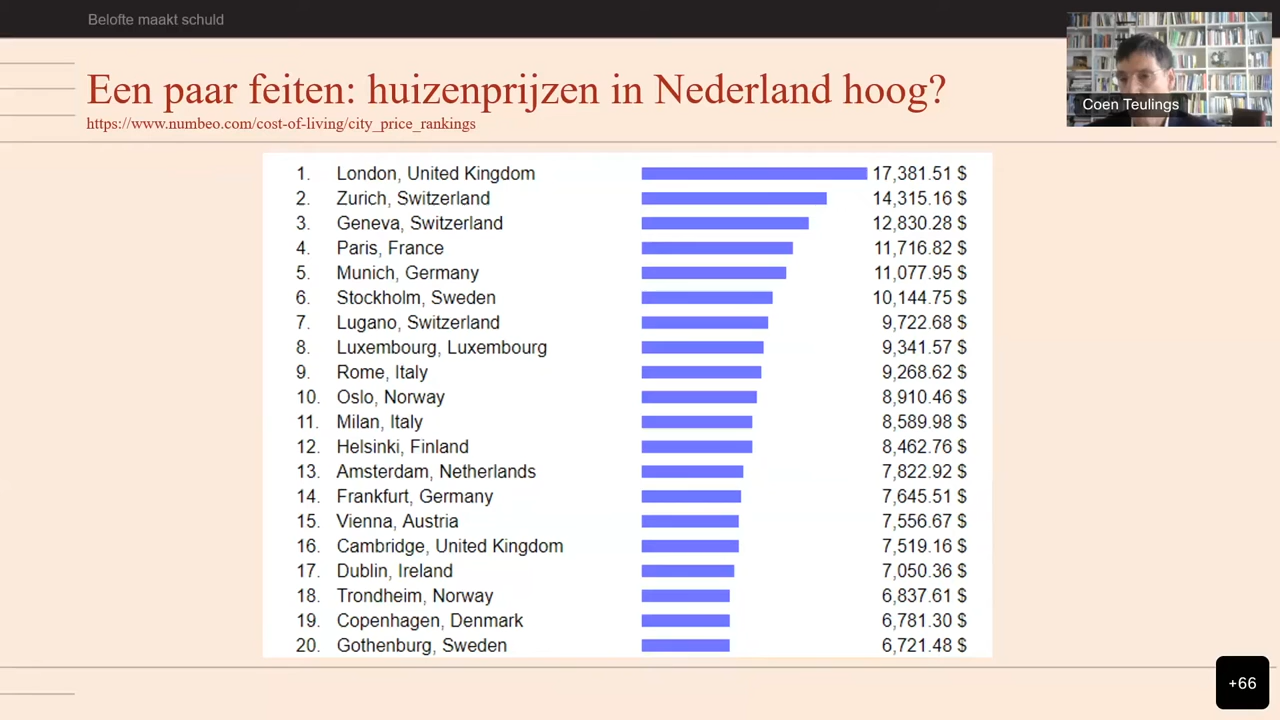 Belofte maakt schuld
Een paar feiten: huizenprijzen in Nederland hoog?
https://www.numbeo.com/cost-of-living/city_price_rankings
Coen Teulings
1. London, United Kingdom 17,381.51 $
2. Zurich, Switzerland 14,315.16 $
3. Geneva, Switzerland 12,830.28 $
4. Paris, France 11,716.82 $
5. Munich, Germany 11,077.95 $
6. Stockholm, Sweden 10,144.75 $
7. Lugano, Switzerland 9,722.68 $
8. Luxembourg, Luxembourg 9,341.57 $
9. Rome, Italy 9,268.62 $
10. Oslo, Norway 8,910.46 $
11. Milan, Italy 8,589.98 $
12. Helsinki, Finland 8,462.76 $
13. Amsterdam, Netherlands 7,822.92 $
14. Frankfurt, Germany 7,645.51 $
15. Vienna, Austria 7,556.67 $
16. Cambridge, United Kingdom 7,519.16 $
17. Dublin, Ireland 7,050.36 $
18. Trondheim, Norway 6,837.61 $
19. Copenhagen, Denmark 6,781.30 $
20. Gothenburg, Sweden 6,721.48 $
+66